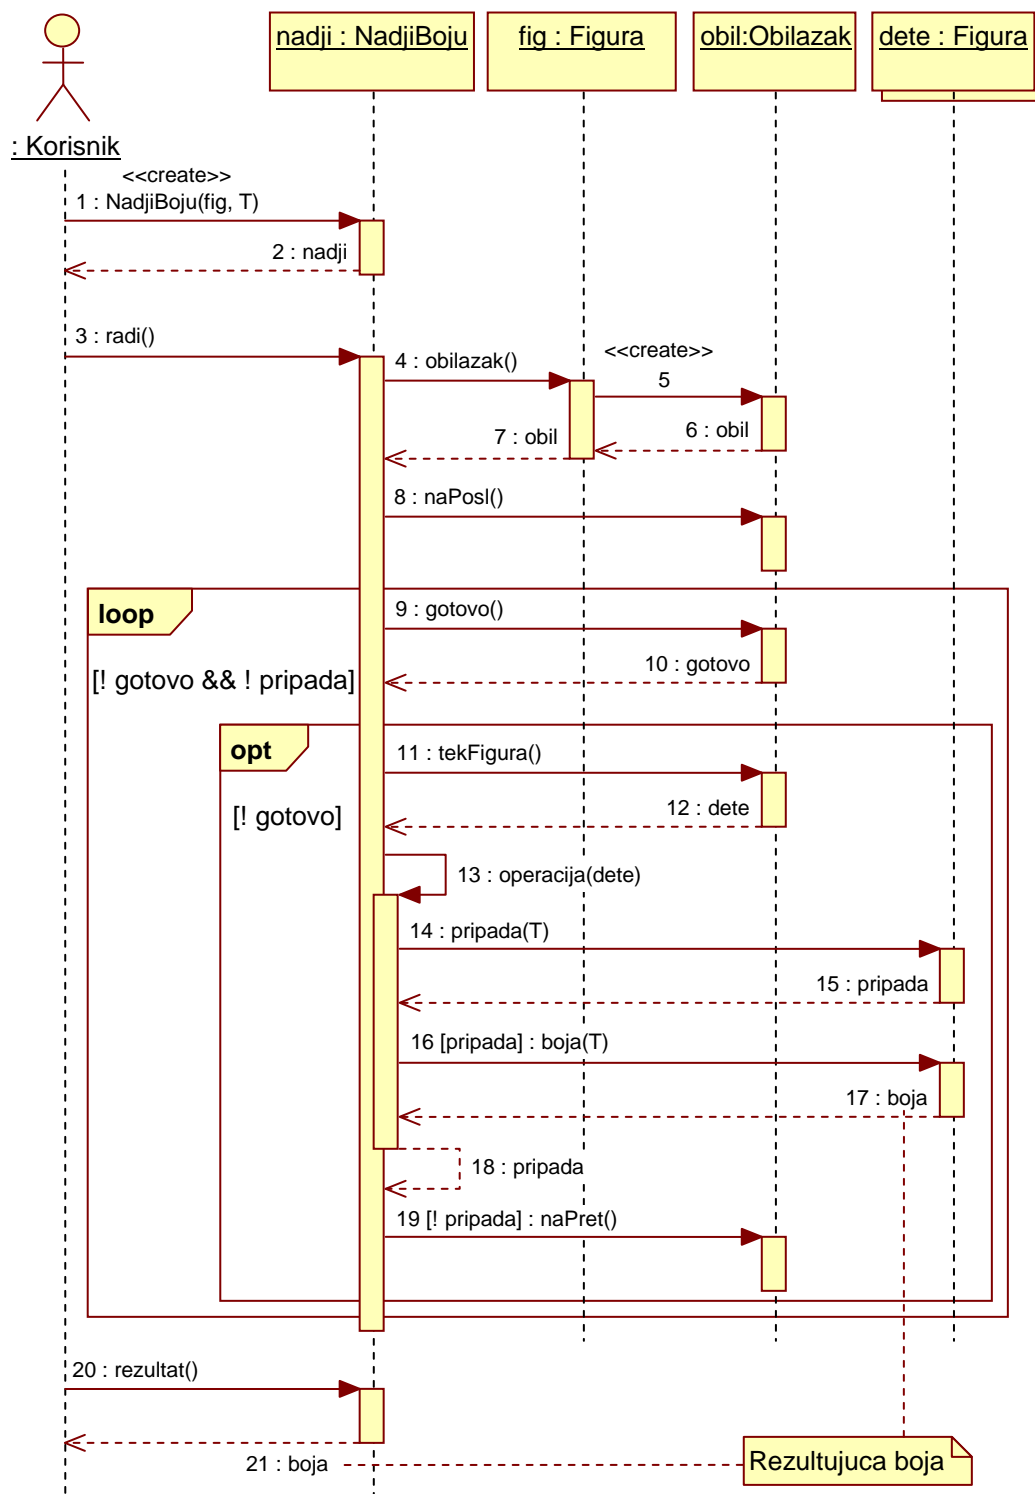 nadji : NadjiBoju
fig : Figura
obil:Obilazak
dete : Figura
: Korisnik
<<create>>
1 : NadjiBoju(fig, T)
2 : nadji
3 : radi()
4 : obilazak()
<<create>>
5
6 : obil
7 : obil
8 : naPosl()
loop
9 : gotovo()
10 : gotovo
[! gotovo && ! pripada]
opt
11 : tekFigura()
12 : dete
[! gotovo]
13 : operacija(dete)
14 : pripada(T)
15 : pripada
16 [pripada] : boja(T)
17 : boja
18 : pripada
19 [! pripada] : naPret()
20 : rezultat()
21 : boja
Rezultujuca boja